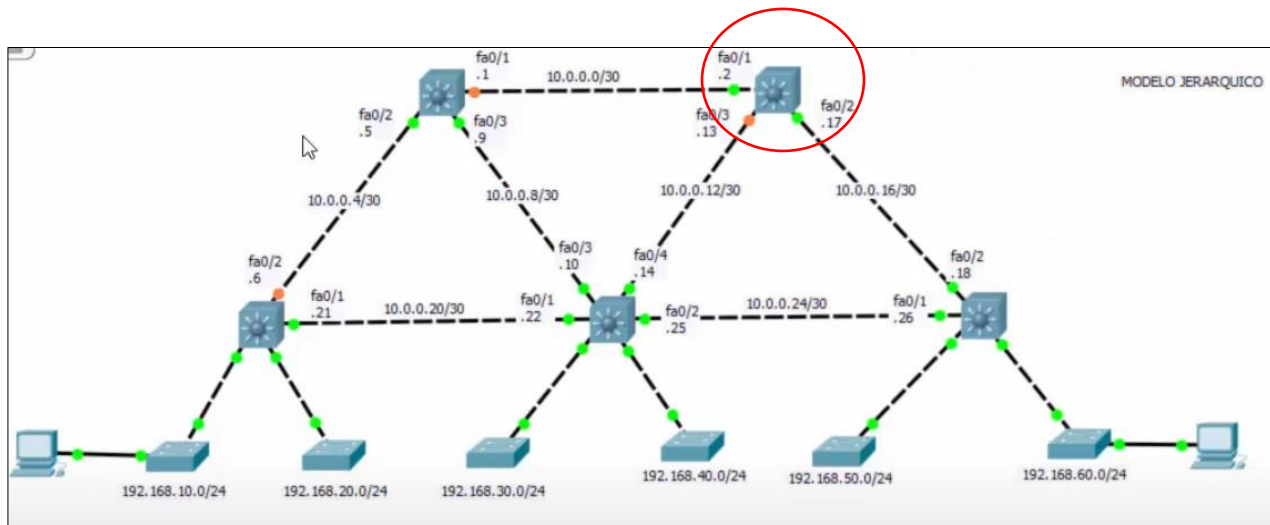 fa0/1
.1
10.0.0.0/30
fa0/1
.2
MODELO JERARQUICO
fa0/2
.5
fa0/3
.9
fa0/3
.13
fa0/2
.17
10.0.0.4/30
10.0.0.8/30
10.0.0.12/30
10.0.0.16/30
fa0/2
.6
fa0/3
.10
fa0/4
.14
fa0/2
.18
fa0/1
.21
10.0.0.20/30
fa0/1
.22
fa0/2
.25
10.0.0.24/30
fa0/1
.26
192.168.10.0/24
192.168.20.0/24
192.168.30.0/24
192.168.40.0/24
192.168.50.0/24
192.168.60.0/24